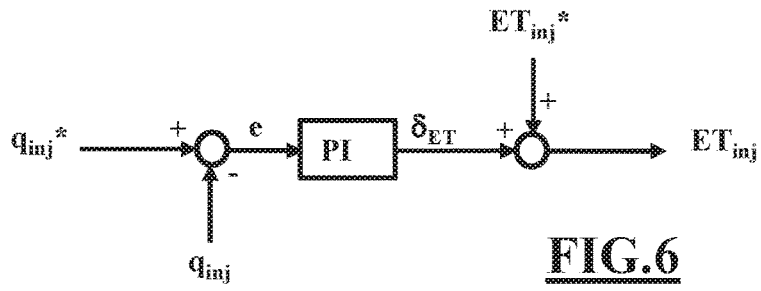 ET_inj*
+
q_inj*
+
e
PI
δ_ET
+
ET_inj
-
q_inj
FIG.6